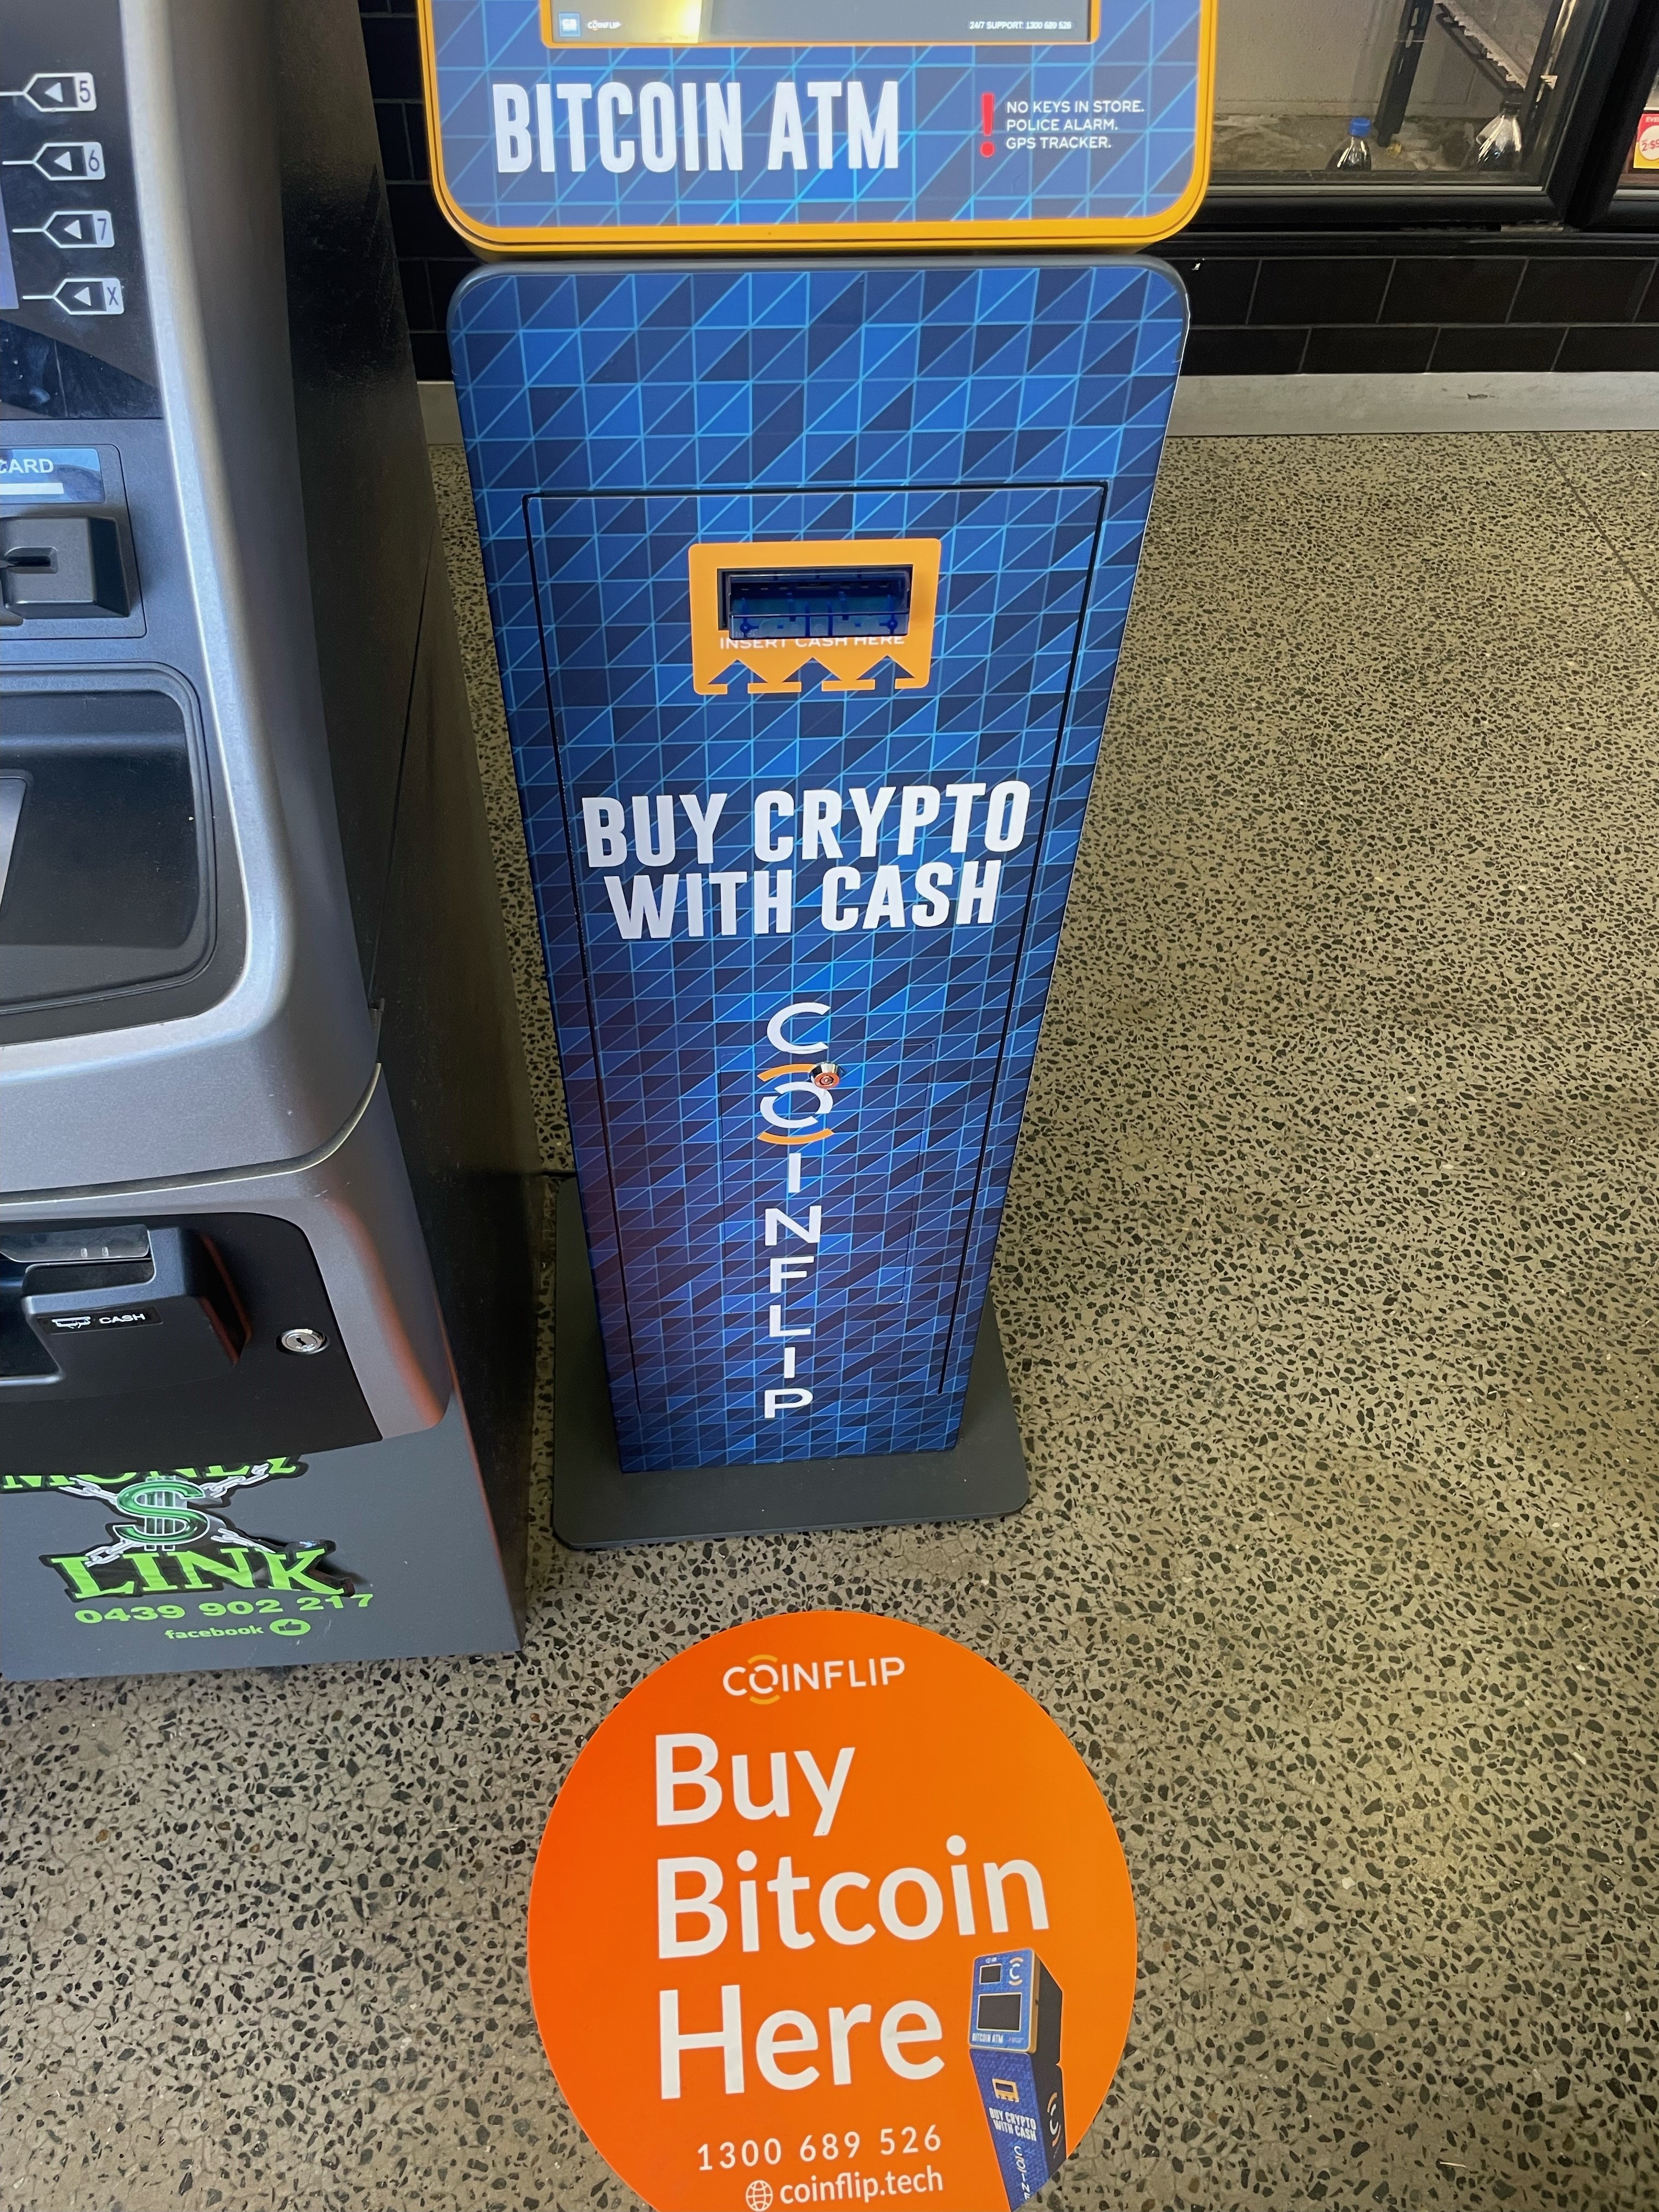 COINFLIP
24/7 SUPPORT: 1300 689 526
BITCOIN ATM
!
NO KEYS IN STORE.
POLICE ALARM.
GPS TRACKER.
5
6
7
X
CARD
INSERT CASH HERE
BUY CRYPTO
WITH CASH
COINFLIP
CASH
MONEY
$
LINK
0439 902 217
facebook
COINFLIP
Buy
Bitcoin
Here
BITCOIN ATM
BUY CRYPTO
WITH CASH
COINF
1300 689 526
coinflip.tech